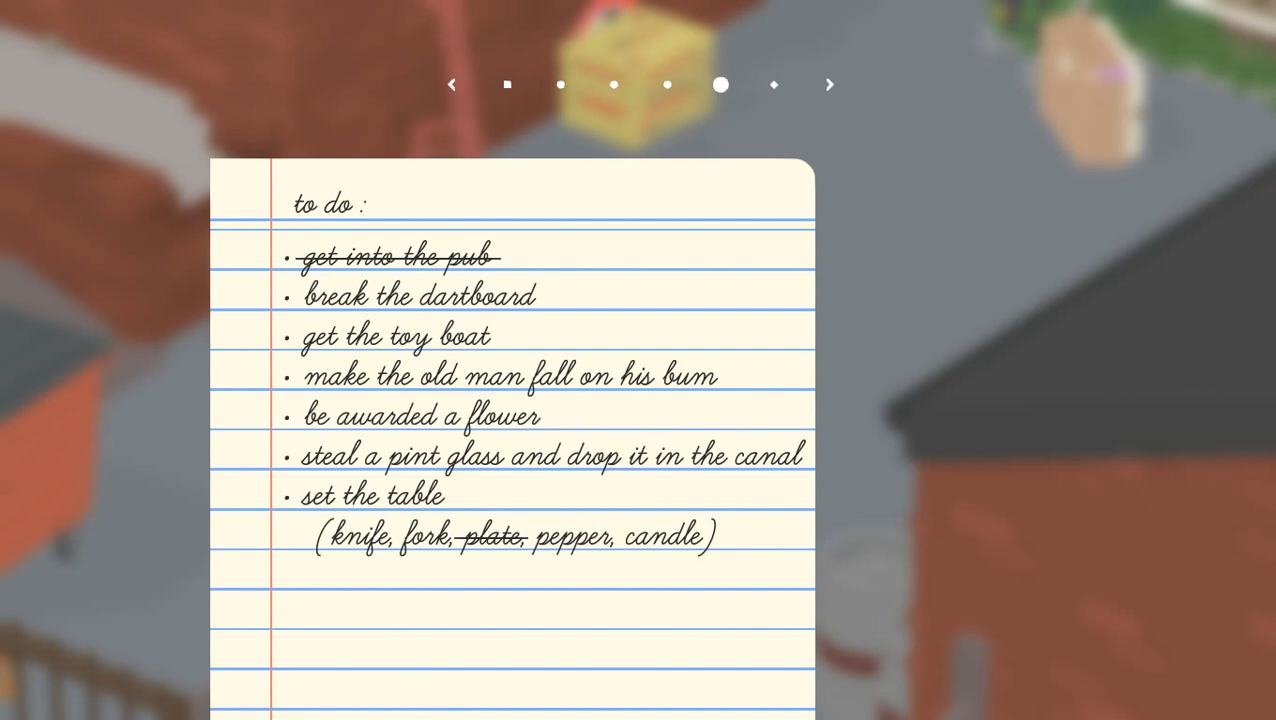 to do :
• get into the pub
• break the dartboard
• get the toy boat
• make the old man fall on his bum
• be awarded a flower
• steal a pint glass and drop it in the canal
• set the table
(knife, fork, plate, pepper, candle)